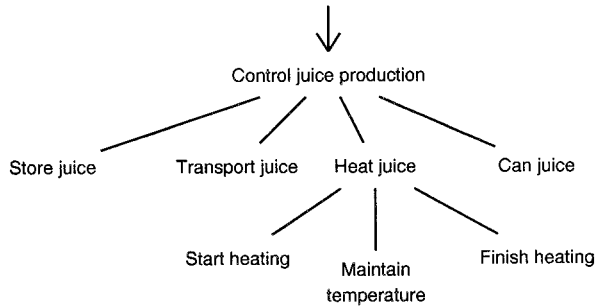 Control juice production
Store juice
Transport juice
Heat juice
Can juice
Start heating
Maintain
temperature
Finish heating